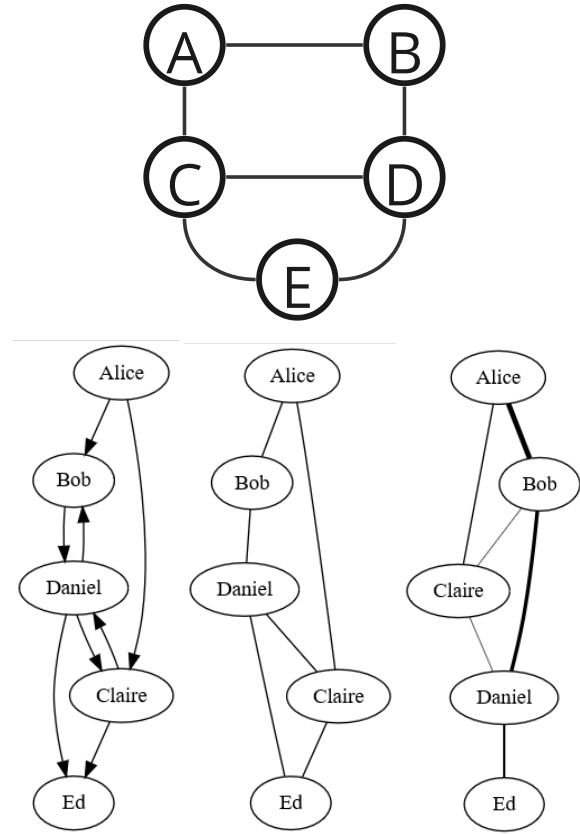 A B
C D
E
Alice
Bob
Daniel
Claire
Ed
Alice
Bob
Daniel
Claire
Ed
Alice
Bob
Claire
Daniel
Ed